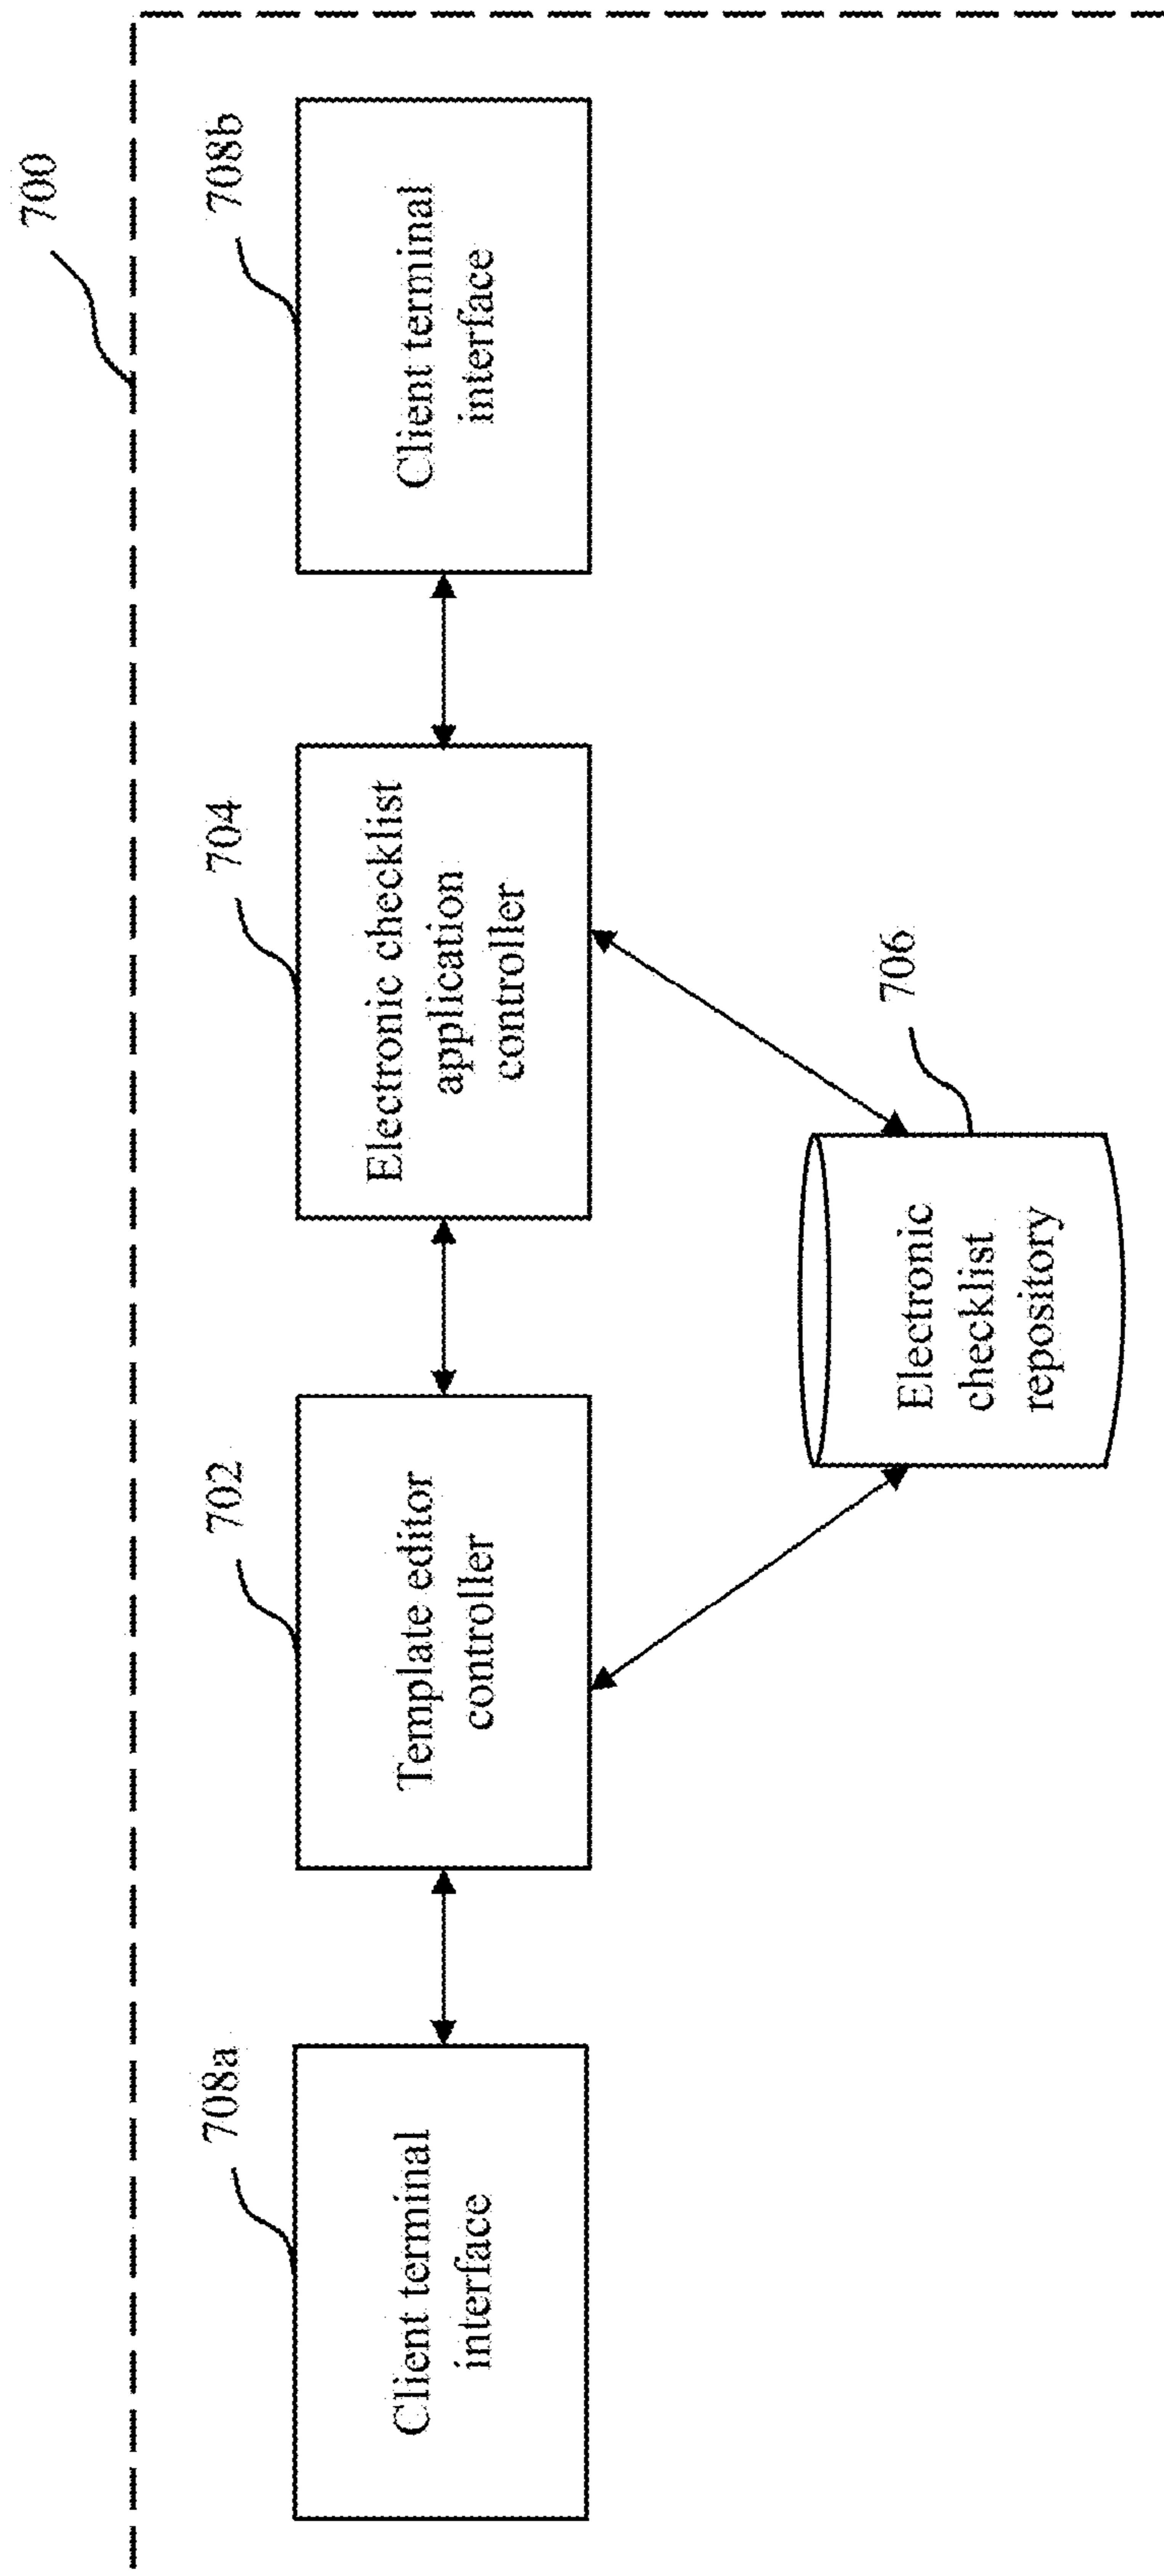 700
708a
Client terminal
interface
702
Template editor
controller
704
Electronic checklist
application
controller
708b
Client terminal
interface
706
Electronic
checklist
repository